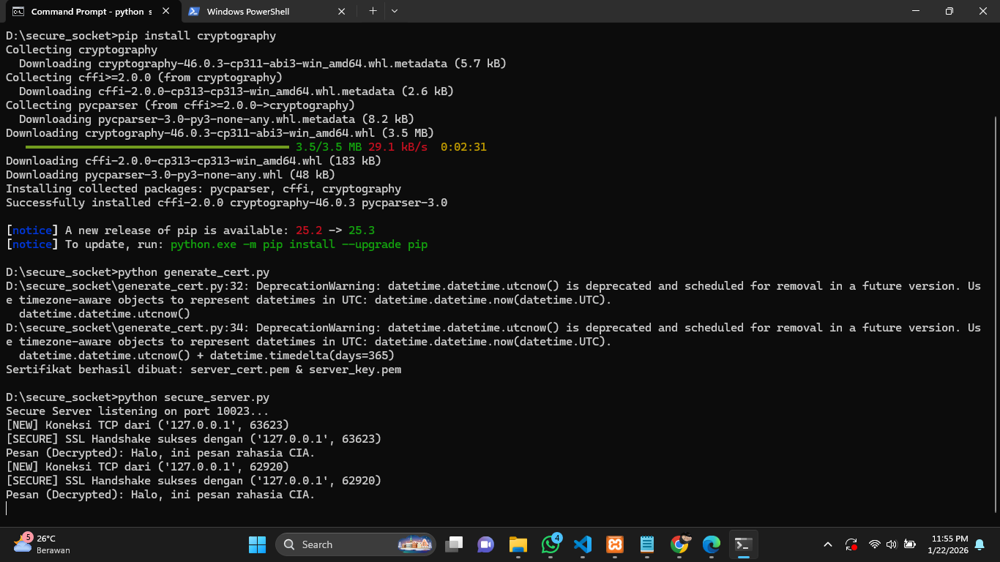 Command Prompt - python  s
Windows PowerShell
D:\secure_socket>pip install cryptography
Collecting cryptography
  Downloading cryptography-46.0.3-cp311-abi3-win_amd64.whl.metadata (5.7 kB)
Collecting cffi>=2.0.0 (from cryptography)
  Downloading cffi-2.0.0-cp313-cp313-win_amd64.whl.metadata (2.6 kB)
Collecting pycparser (from cffi>=2.0.0->cryptography)
  Downloading pycparser-3.0-py3-none-any.whl.metadata (8.2 kB)
Downloading cryptography-46.0.3-cp311-abi3-win_amd64.whl (3.5 MB)
3.5/3.5 MB 29.1 kB/s  0:02:31
Downloading cffi-2.0.0-cp313-cp313-win_amd64.whl (183 kB)
Downloading pycparser-3.0-py3-none-any.whl (48 kB)
Installing collected packages: pycparser, cffi, cryptography
Successfully installed cffi-2.0.0 cryptography-46.0.3 pycparser-3.0
[notice] A new release of pip is available: 25.2 -> 25.3
[notice] To update, run: python.exe -m pip install --upgrade pip
D:\secure_socket>python generate_cert.py
D:\secure_socket\generate_cert.py:32: DeprecationWarning: datetime.datetime.utcnow() is deprecated and scheduled for removal in a future version. Us
e timezone-aware objects to represent datetimes in UTC: datetime.datetime.now(datetime.UTC).
  datetime.datetime.utcnow()
D:\secure_socket\generate_cert.py:34: DeprecationWarning: datetime.datetime.utcnow() is deprecated and scheduled for removal in a future version. Us
e timezone-aware objects to represent datetimes in UTC: datetime.datetime.now(datetime.UTC).
  datetime.datetime.utcnow() + datetime.timedelta(days=365)
Sertifikat berhasil dibuat: server_cert.pem & server_key.pem
D:\secure_socket>python secure_server.py
Secure Server listening on port 10023...
[NEW] Koneksi TCP dari ('127.0.0.1', 63623)
[SECURE] SSL Handshake sukses dengan ('127.0.0.1', 63623)
Pesan (Decrypted): Halo, ini pesan rahasia CIA.
[NEW] Koneksi TCP dari ('127.0.0.1', 62920)
[SECURE] SSL Handshake sukses dengan ('127.0.0.1', 62920)
Pesan (Decrypted): Halo, ini pesan rahasia CIA.
5
26°C
Berawan
Search
4
11:55 PM
1/22/2026